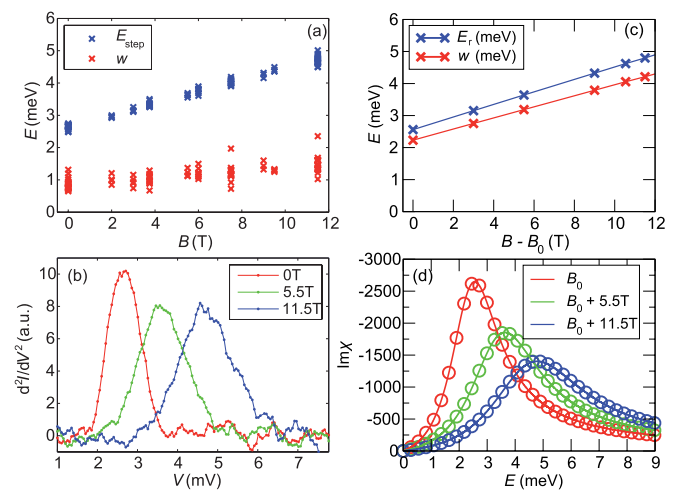 (a)
E_step
w
E (meV)
6
5
4
3
2
1
0
0 2 4 6 8 10 12
B (T)
(c)
E_r (meV)
w (meV)
E (meV)
6
5
4
3
2
1
0
0 2 4 6 8 10 12
B - B_0 (T)
(b)
0T
5.5T
11.5T
d²I/dV² (a.u.)
10
8
6
4
2
0
1 2 3 4 5 6 7
V (mV)
(d)
B_0
B_0 + 5.5T
B_0 + 11.5T
Imχ
-3000
-2500
-2000
-1500
-1000
-500
0
0 1 2 3 4 5 6 7 8 9
E (meV)